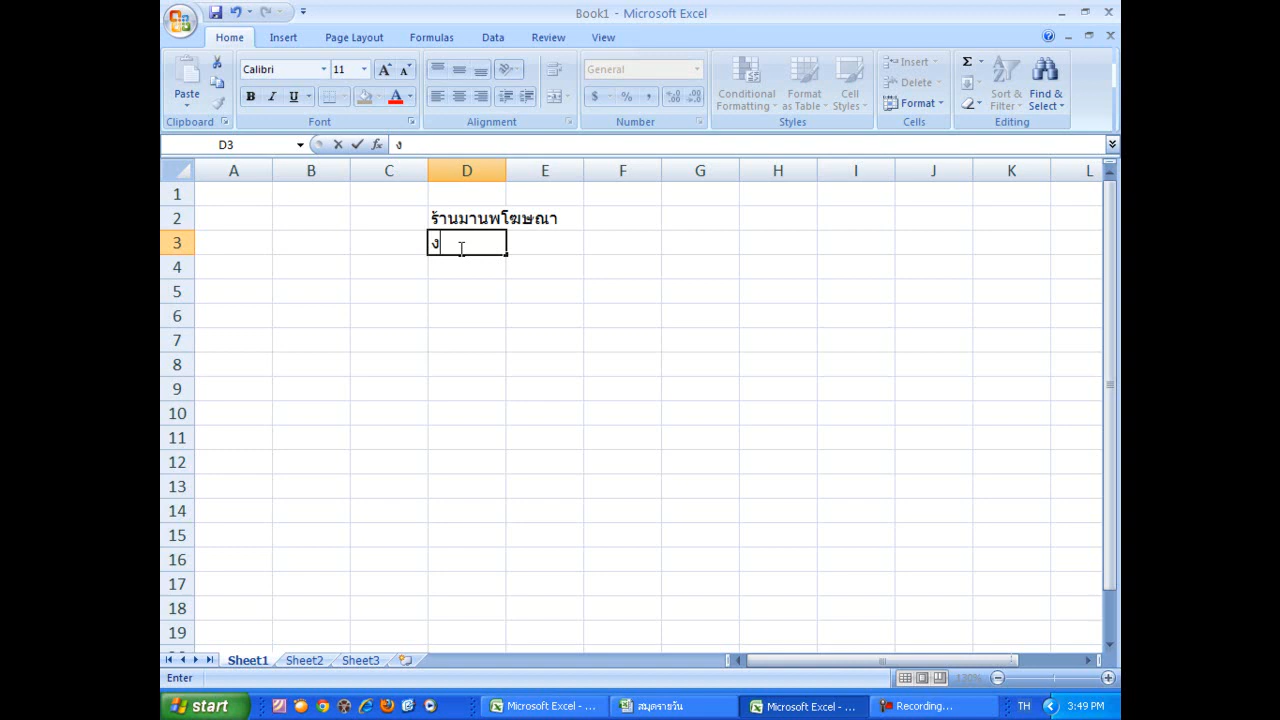 Book1 - Microsoft Excel
Home Insert Page Layout Formulas Data Review View
Calibri 11 General Insert Σ
Paste B I U $ % , Conditional Formatting Format as Table Cell Styles Delete Format Sort & Filter Find & Select
Clipboard Font Alignment Number Styles Cells Editing
D3 fx ง
A B C D E F G H I J K L
1
2 ร้านมานพโฆษณา
3 ง
4
5
6
7
8
9
10
11
12
13
14
15
16
17
18
19
Sheet1 Sheet2 Sheet3
Enter 130%
start Microsoft Excel - ... สมุดรายวัน Microsoft Excel - ... Recording... TH 3:49 PM